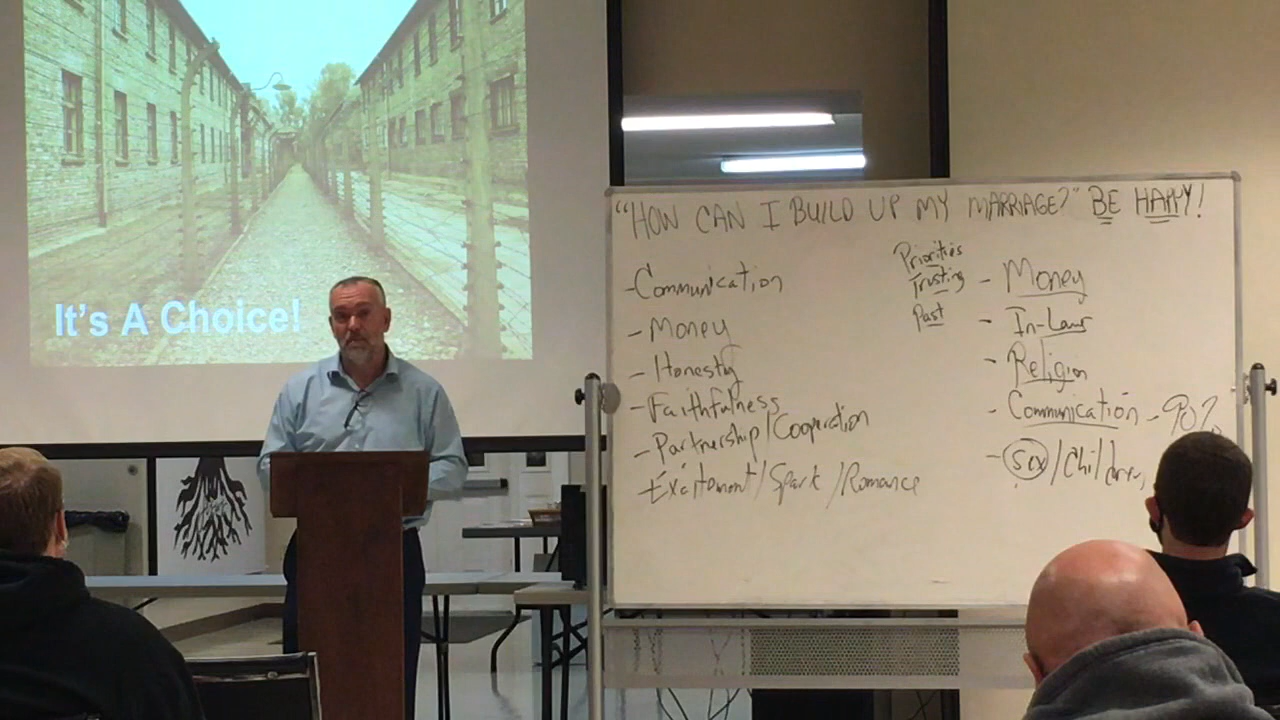 It's A Choice!
"HOW CAN I BUILD UP MY MARRIAGE?" BE HAPPY!
- Communication
- Money
- Honesty
- Faithfulness
- Partnership/Cooperation
- Excitement/Spark/Romance
Priorities
Trusting
Past
- Money
- In-Laws
- Religion
- Communication - 90%
- Sex/Children